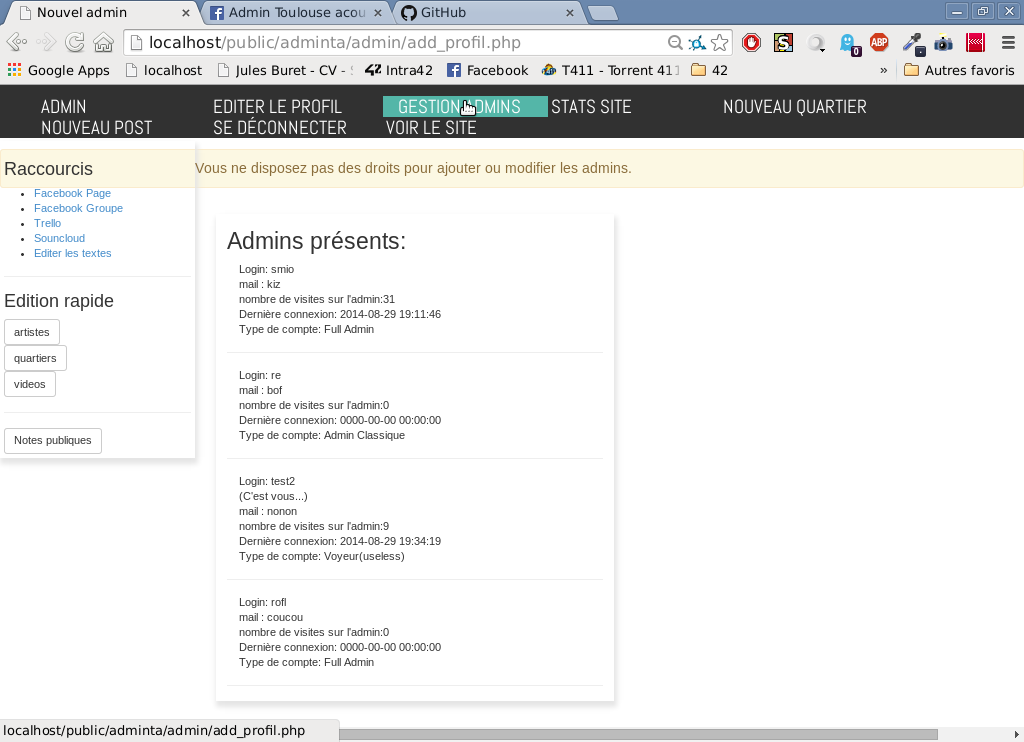 Nouvel admin
Admin Toulouse acou
GitHub
localhost/public/adminta/admin/add_profil.php
0
ABP
Google Apps
localhost
Jules Buret - CV -
Intra42
Facebook
T411 - Torrent 411
42
»
Autres favoris
ADMIN
EDITER LE PROFIL
GESTION ADMINS
STATS SITE
NOUVEAU QUARTIER
NOUVEAU POST
SE DÉCONNECTER
VOIR LE SITE
Vous ne disposez pas des droits pour ajouter ou modifier les admins.
Raccourcis
Facebook Page
Facebook Groupe
Trello
Souncloud
Editer les textes
Edition rapide
artistes
quartiers
videos
Notes publiques
Admins présents:
Login: smio
mail : kiz
nombre de visites sur l'admin:31
Dernière connexion: 2014-08-29 19:11:46
Type de compte: Full Admin
Login: re
mail : bof
nombre de visites sur l'admin:0
Dernière connexion: 0000-00-00 00:00:00
Type de compte: Admin Classique
Login: test2
(C'est vous...)
mail : nonon
nombre de visites sur l'admin:9
Dernière connexion: 2014-08-29 19:34:19
Type de compte: Voyeur(useless)
Login: rofl
mail : coucou
nombre de visites sur l'admin:0
Dernière connexion: 0000-00-00 00:00:00
Type de compte: Full Admin
localhost/public/adminta/admin/add_profil.php